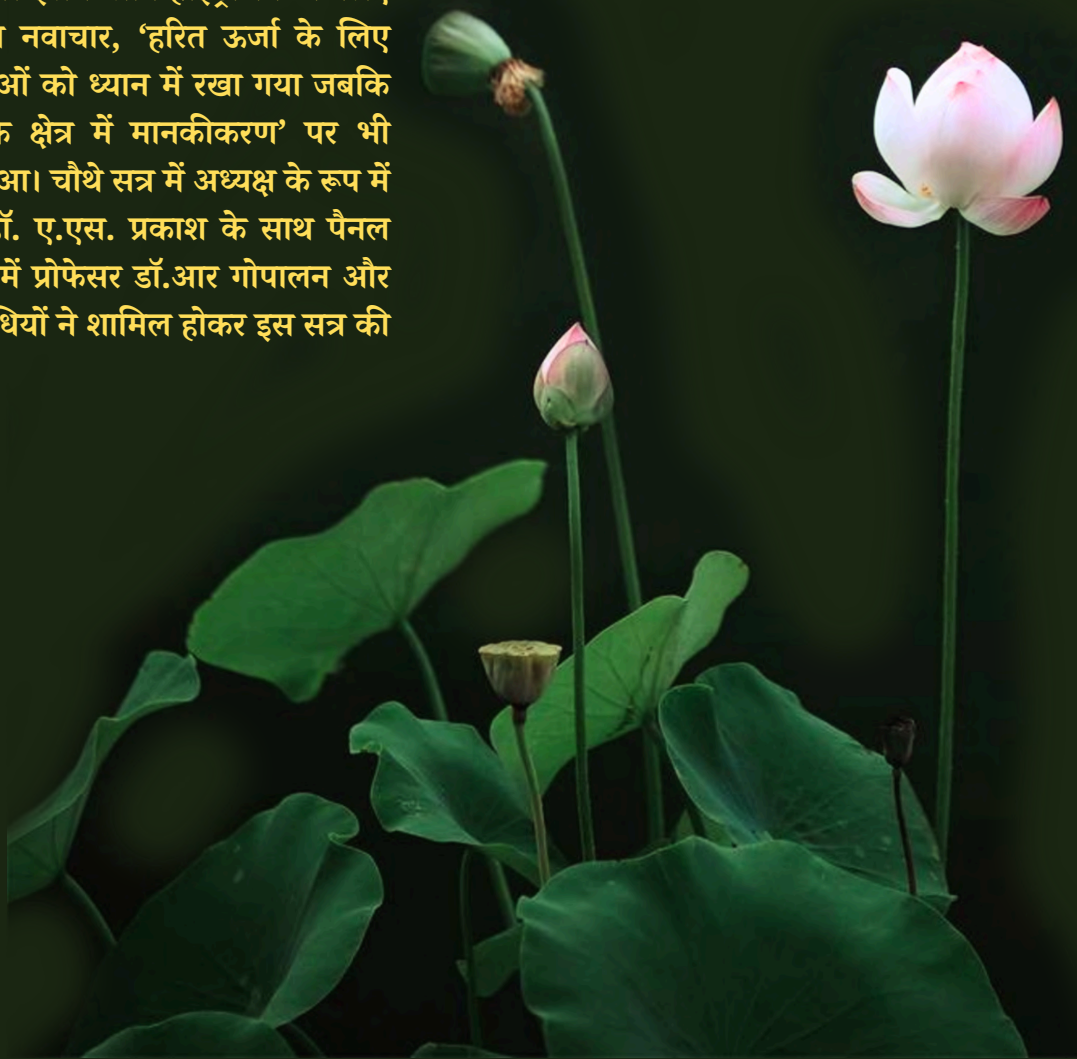 नवाचार, ‘हरित ऊर्जा के लिए
को ध्यान में रखा गया जबकि
क्षेत्र में मानकीकरण’ पर भी
चौथे सत्र में अध्यक्ष के रूप में
ए.एस. प्रकाश के साथ पैनल
में प्रोफेसर डॉ.आर गोपालन और
ने शामिल होकर इस सत्र की